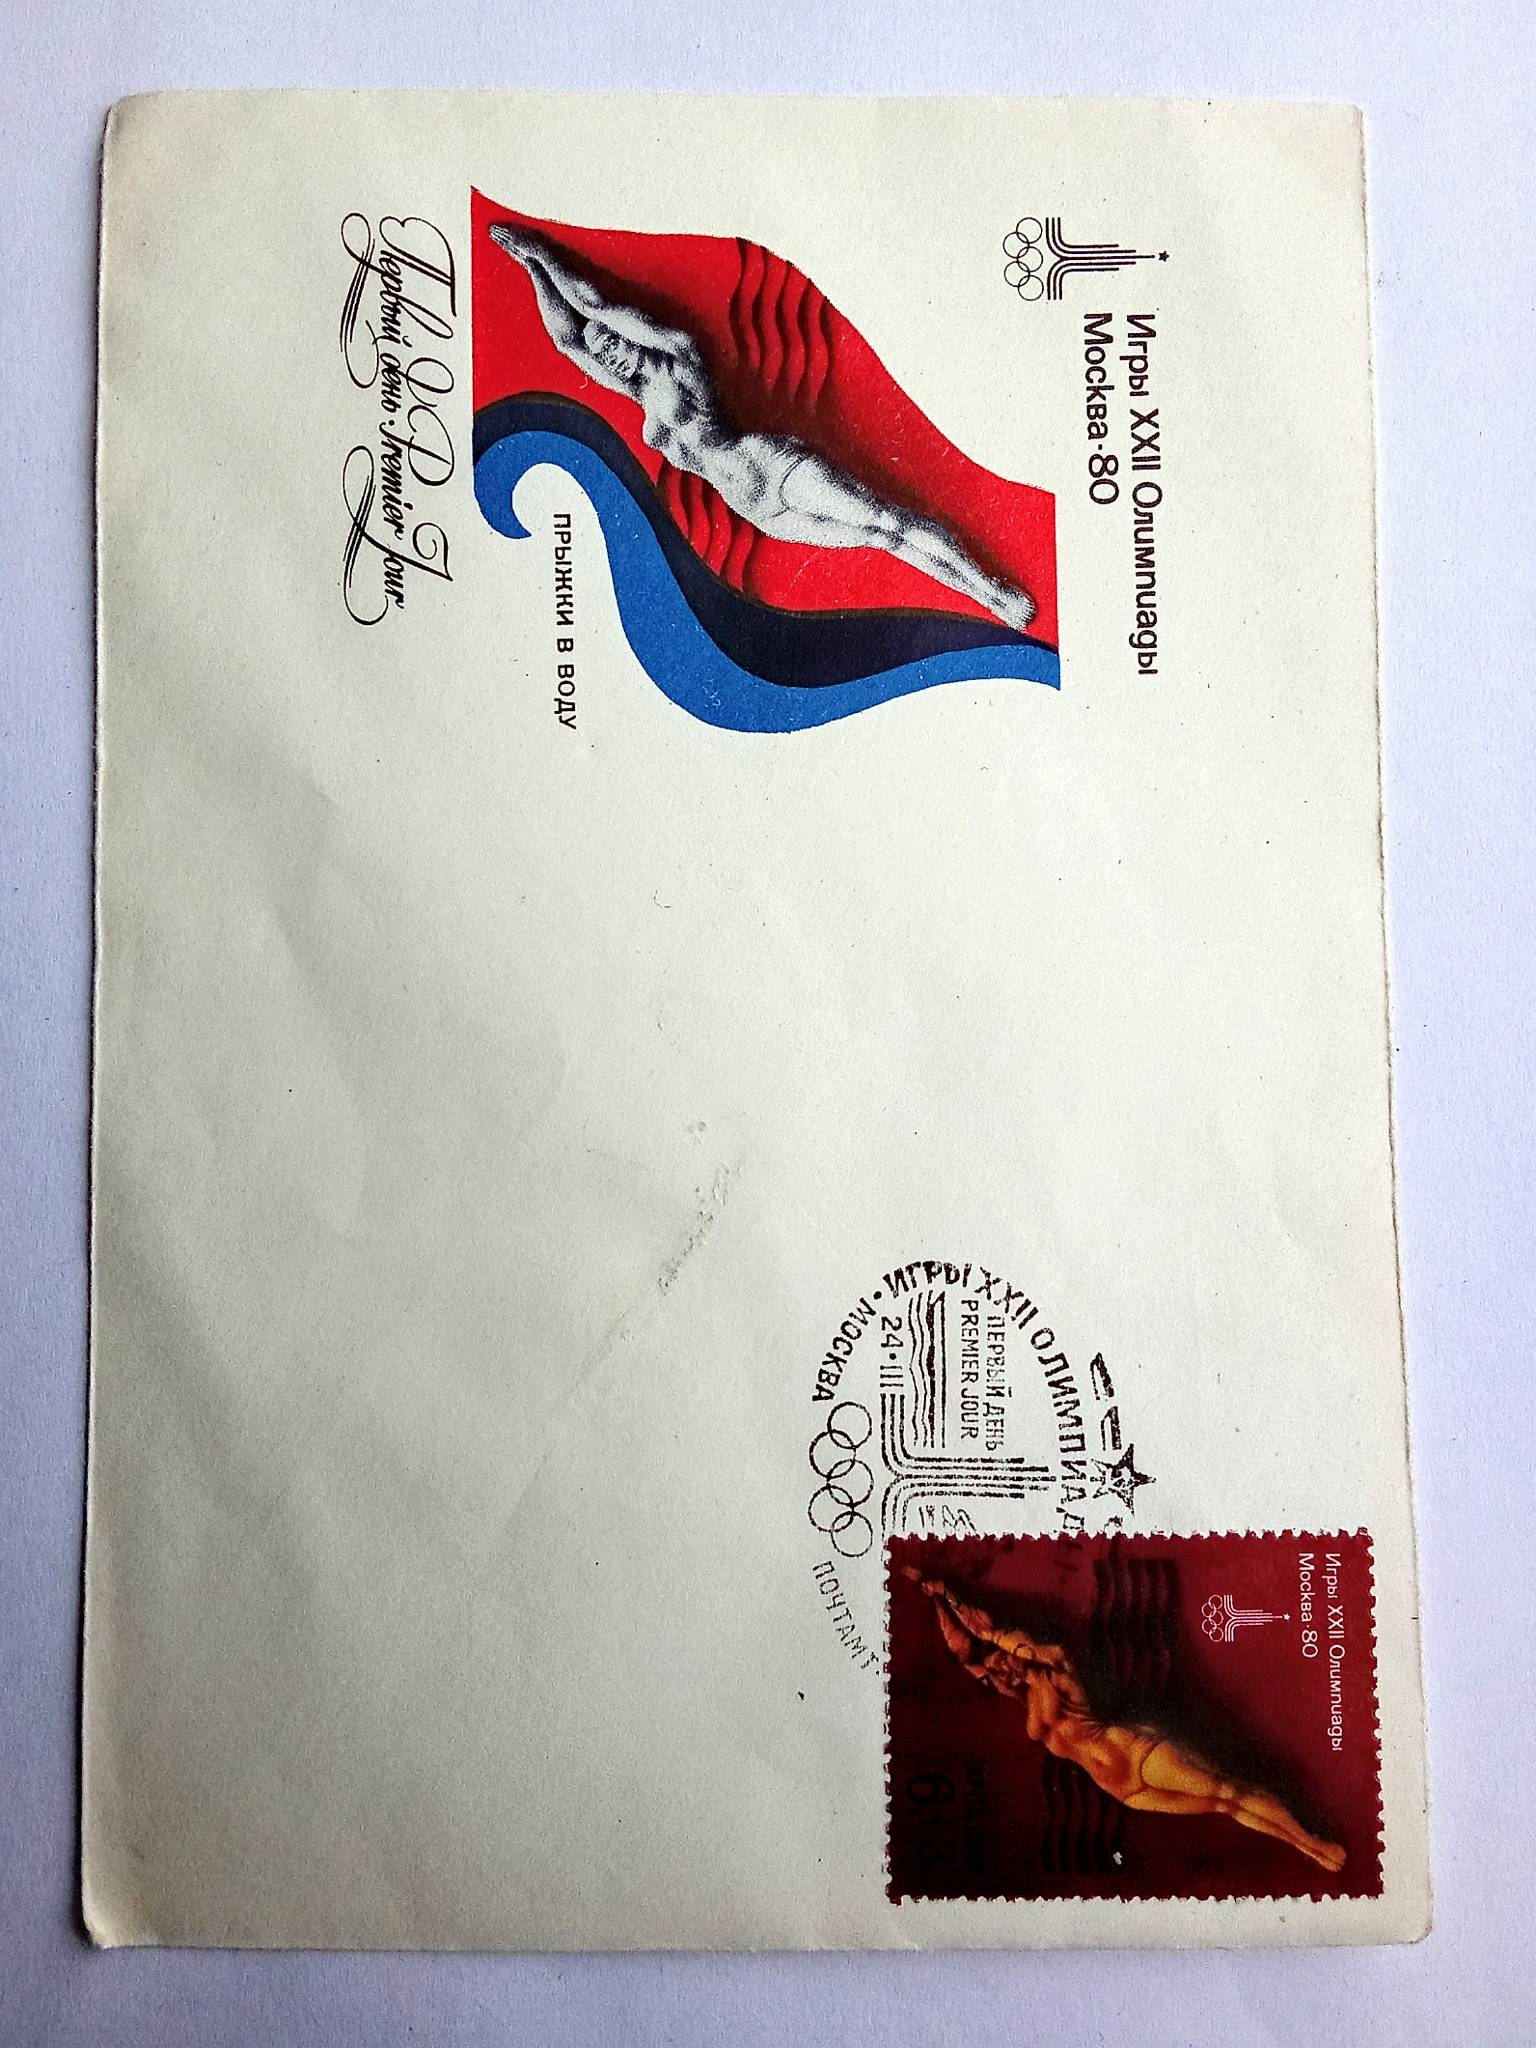 Игры XXII Олимпиады
Москва·80
ПРЫЖКИ В ВОДУ
Первый день. Premier Jour
МОСКВА • ИГРЫ XXII ОЛИМПИАД
ПЕРВЫЙ ДЕНЬ
PREMIER JOUR
24·III
ПОЧТАМТ.
Игры XXII Олимпиады
Москва·80